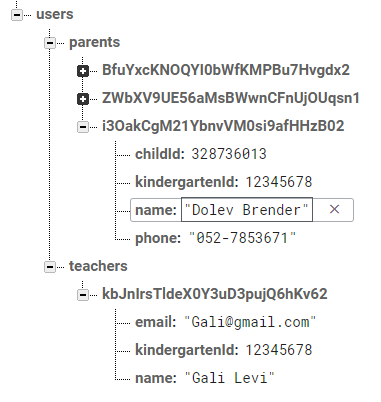 users
parents
BfuYxcKNOQYI0bWfKMPBu7Hvgdx2
ZWbXV9UE56aMsBWwnCFnUjOUqsn1
i3OakCgM21YbnvVM0si9afHHzB02
childId: 328736013
kindergartenId: 12345678
name: "Dolev Brender" ×
phone: "052-7853671"
teachers
kbJnIrsTldeX0Y3uD3pujQ6hKv62
email: "Gali@gmail.com"
kindergartenId: 12345678
name: "Gali Levi"